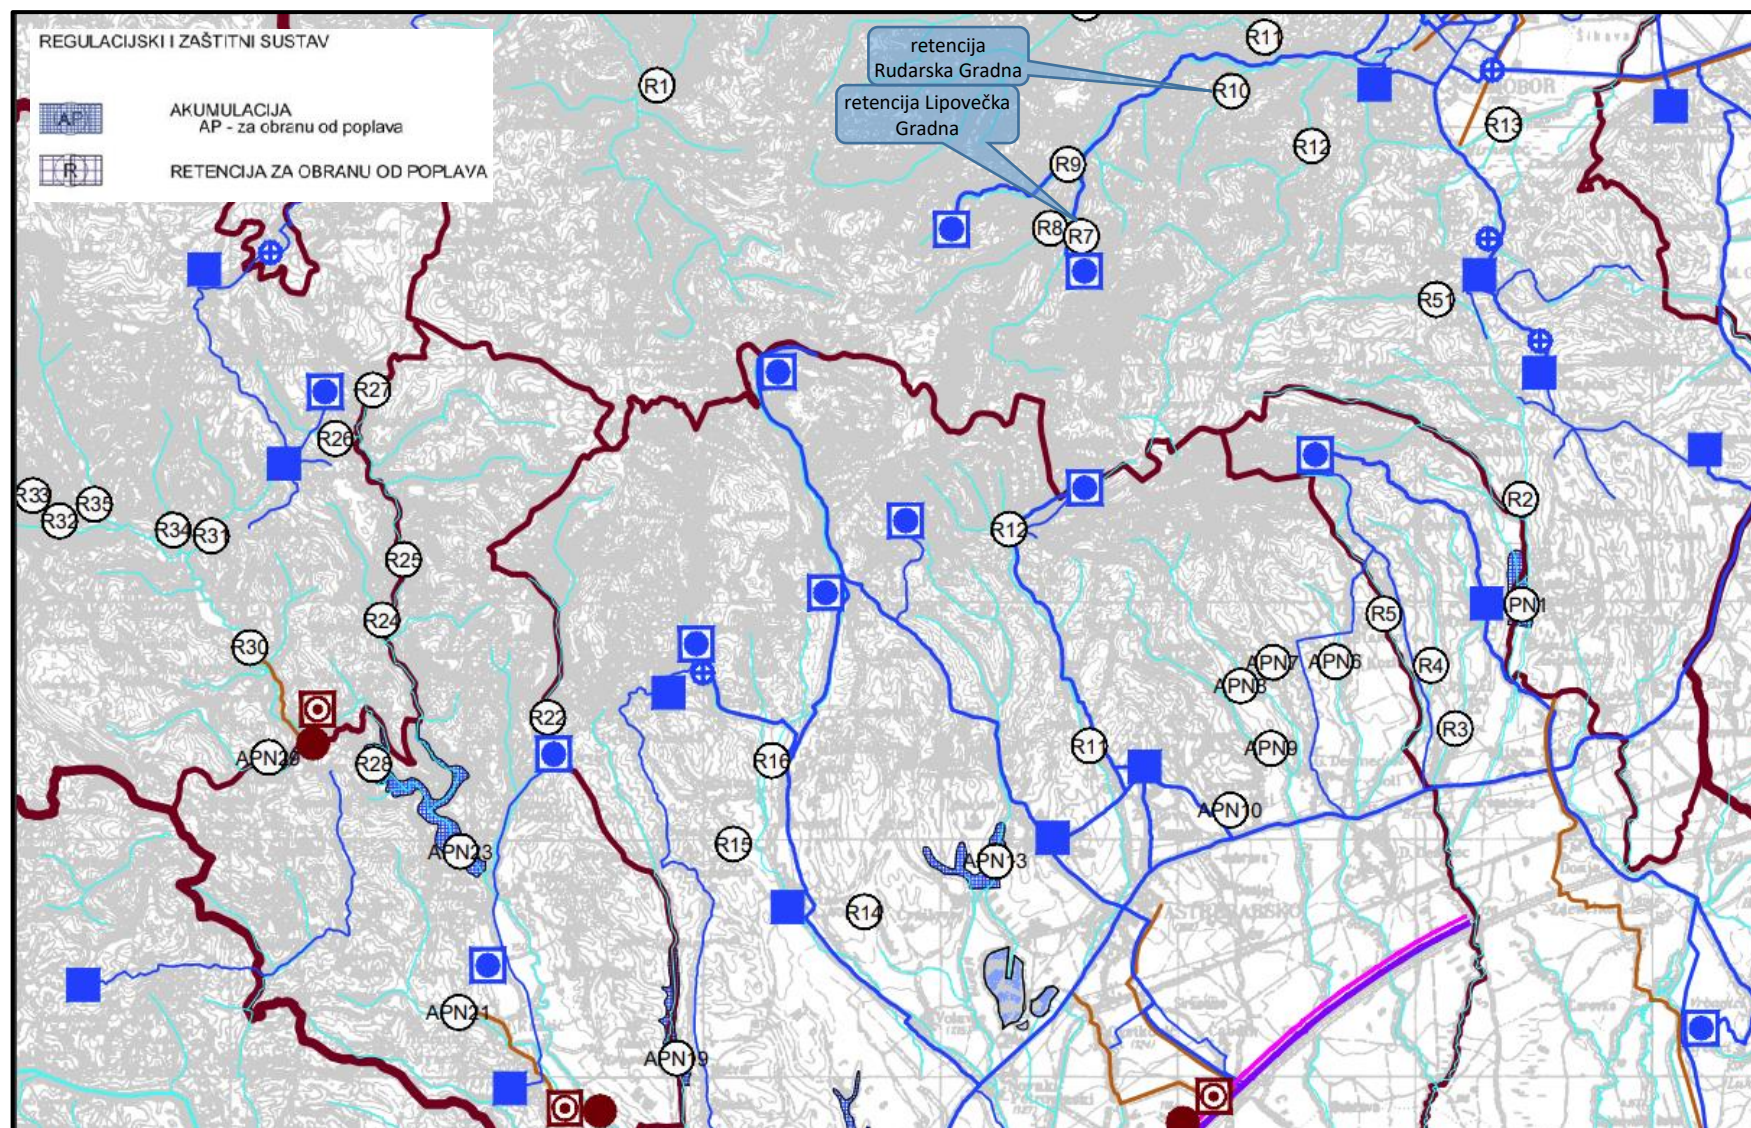 REGULACIJSKI I ZAŠTITNI SUSTAV
AP
AKUMULACIJA
AP - za obranu od poplava
R
RETENCIJA ZA OBRANU OD POPLAVA
retencija
Rudarska Gradna
retencija Lipovečka
Gradna
R11
R1
R10
R13
R12
R9
R8
R7
R51
R27
R26
R33
R35
R32
R34
R31
R25
R12
R2
R24
R5
PN1
R30
APN7
APN6
R4
APN8
R22
R3
R11
APN9
APN29
R28
R16
APN10
R15
APN23
APN13
R14
APN21
APN19